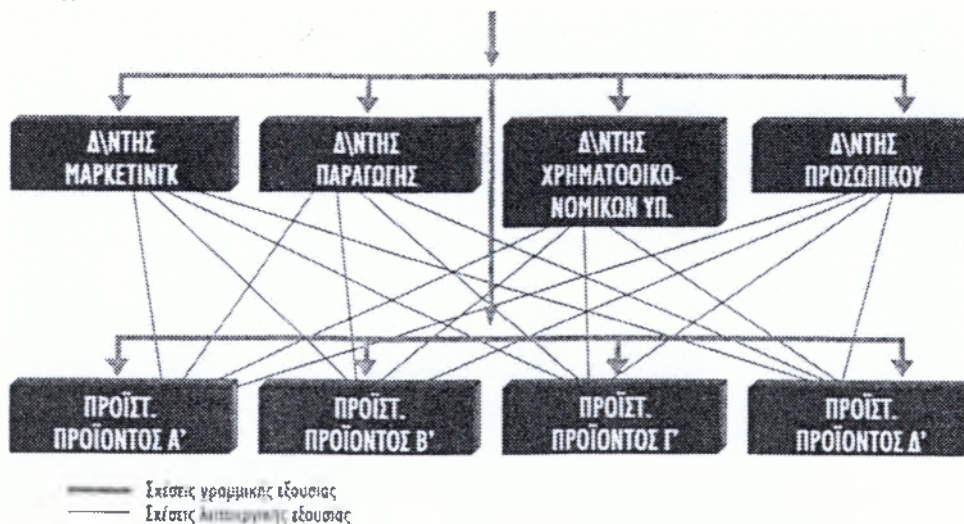 Δ\ΝΤΗΣ
ΜΑΡΚΕΤΙΝΓΚ
Δ\ΝΤΗΣ
ΠΑΡΑΓΩΓΗΣ
Δ\ΝΤΗΣ
ΧΡΗΜΑΤΟΟΙΚΟ-
ΝΟΜΙΚΩΝ ΥΠ.
Δ\ΝΤΗΣ
ΠΡΟΣΩΠΙΚΟΥ
ΠΡΟΪΣΤ.
ΠΡΟΪΟΝΤΟΣ Α'
ΠΡΟΪΣΤ.
ΠΡΟΪΟΝΤΟΣ Β'
ΠΡΟΪΣΤ.
ΠΡΟΪΟΝΤΟΣ Γ'
ΠΡΟΪΣΤ.
ΠΡΟΪΟΝΤΟΣ Δ'
Σχέσεις γραμμικής εξουσίας
Σχέσεις εξουσίας